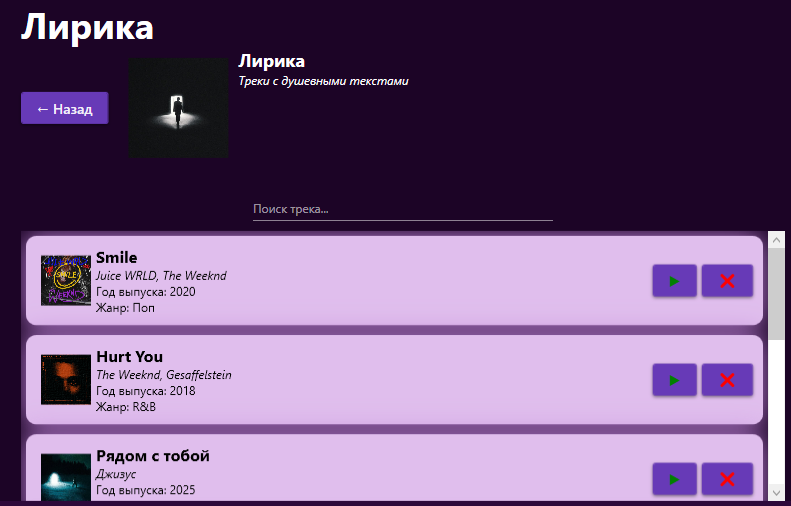 Лирика
Лирика
Треки с душевными текстами
← Назад
Поиск трека...
Smile
Juice WRLD, The Weeknd
Год выпуска: 2020
Жанр: Поп
Hurt You
The Weeknd, Gesaffelstein
Год выпуска: 2018
Жанр: R&B
Рядом с тобой
Джизус
Год выпуска: 2025